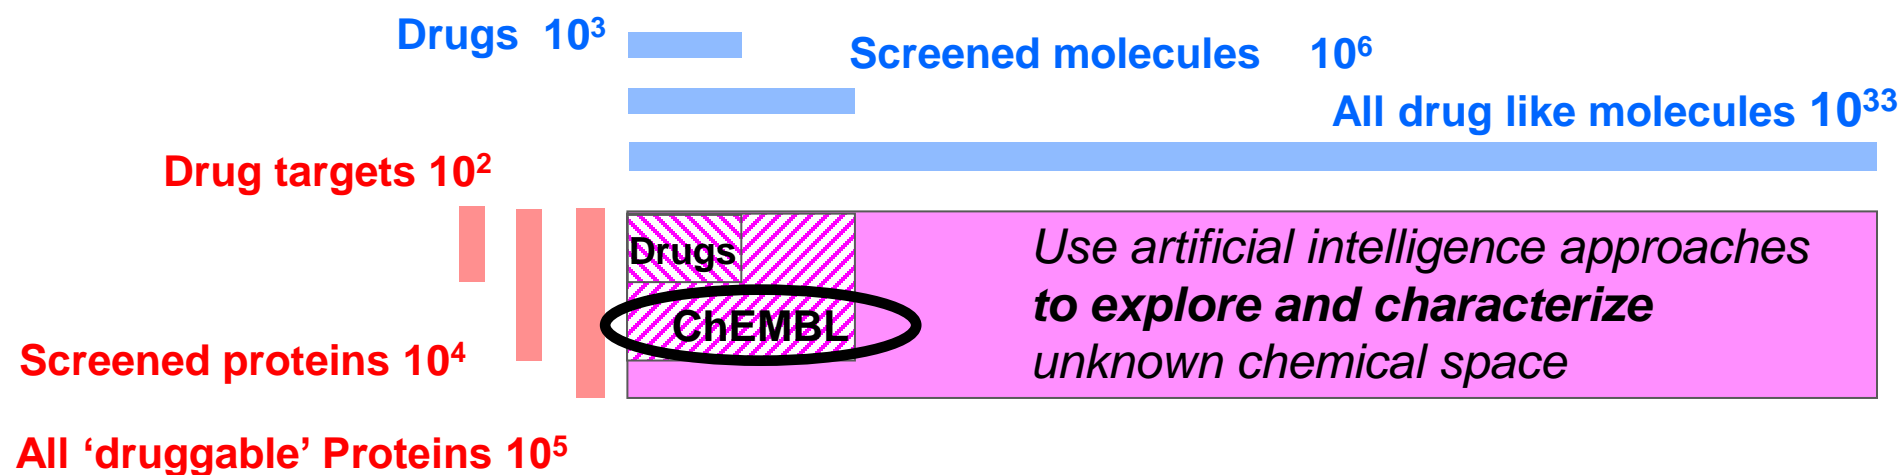 Drugs 10³
Screened molecules 10⁶
All drug like molecules 10³³
Drug targets 10²
Drugs
Use artificial intelligence approaches
to explore and characterize
ChEMBL
Screened proteins 10⁴
unknown chemical space
All ‘druggable’ Proteins 10⁵